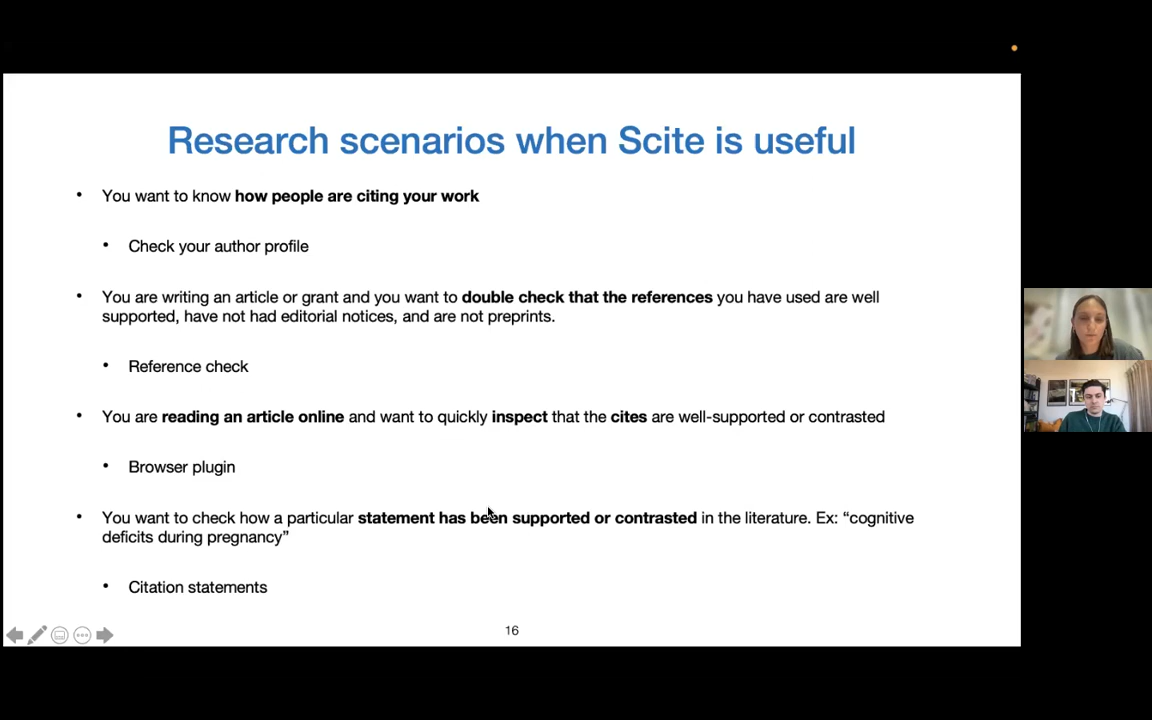 Research scenarios when Scite is useful
• You want to know how people are citing your work
• Check your author profile
• You are writing an article or grant and you want to double check that the references you have used are well
supported, have not had editorial notices, and are not preprints.
• Reference check
• You are reading an article online and want to quickly inspect that the cites are well-supported or contrasted
• Browser plugin
• You want to check how a particular statement has been supported or contrasted in the literature. Ex: “cognitive
deficits during pregnancy”
• Citation statements
16